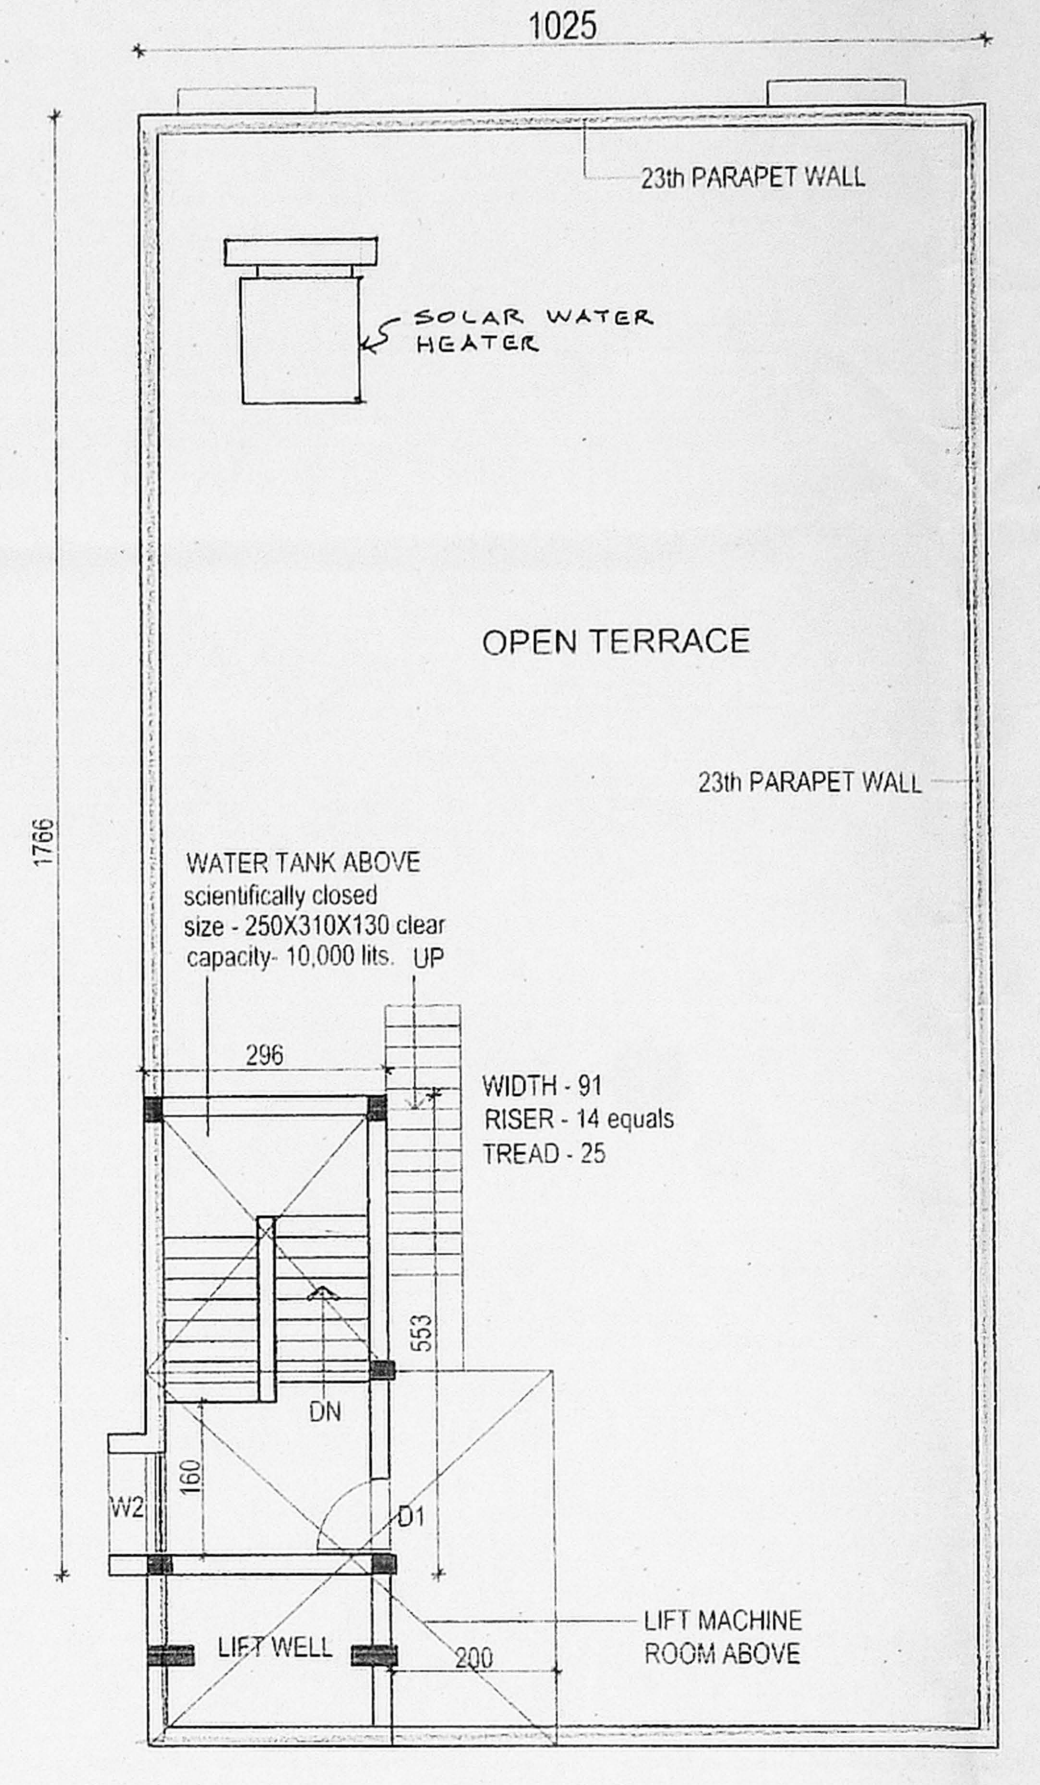 1025
23th PARAPET WALL
SOLAR WATER
HEATER
OPEN TERRACE
23th PARAPET WALL
1766
WATER TANK ABOVE
scientifically closed
size - 250X310X130 clear
capacity- 10,000 lits. UP
296
WIDTH - 91
RISER - 14 equals
TREAD - 25
553
DN
160
W2
D1
LIFT WELL
LIFT MACHINE
ROOM ABOVE
200